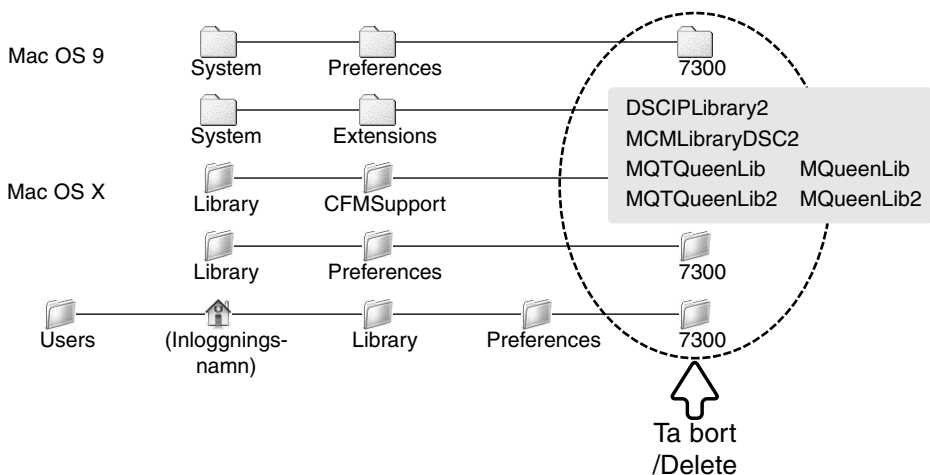 Mac OS 9
System Preferences 7300
System Extensions
DSCIPLibrary2
MCMLibraryDSC2
MQTQueenLib MQueenLib
MQTQueenLib2 MQueenLib2
Mac OS X
Library CFMSupport
Library Preferences 7300
Users (Inloggnings-
namn) Library Preferences 7300
Ta bort
/Delete